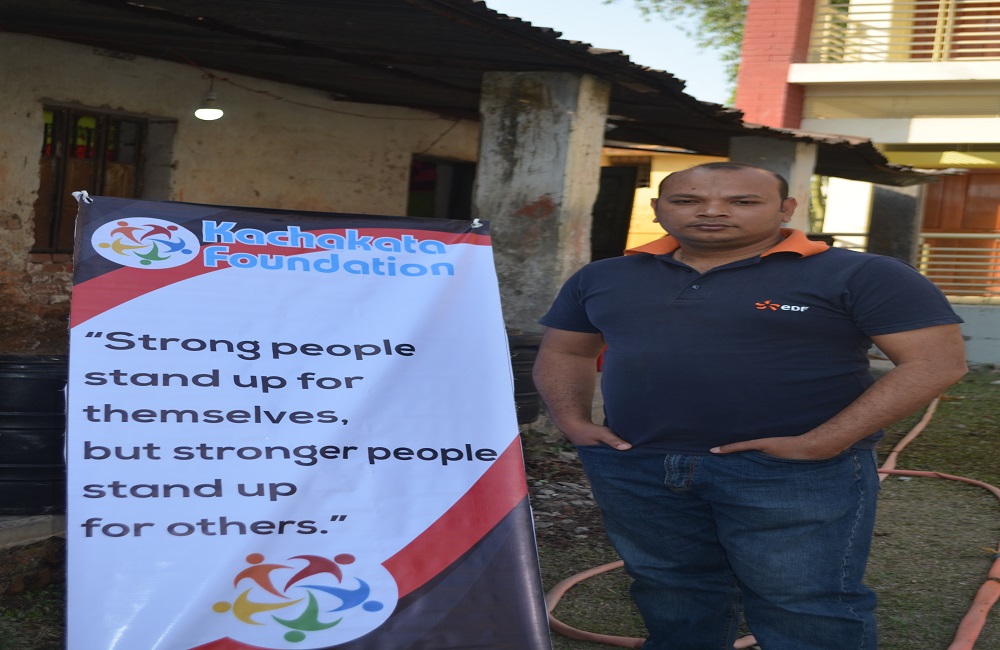 Kachakata
Foundation
“Strong people
stand up for
themselves,
but stronger people
stand up
for others.”
eDF